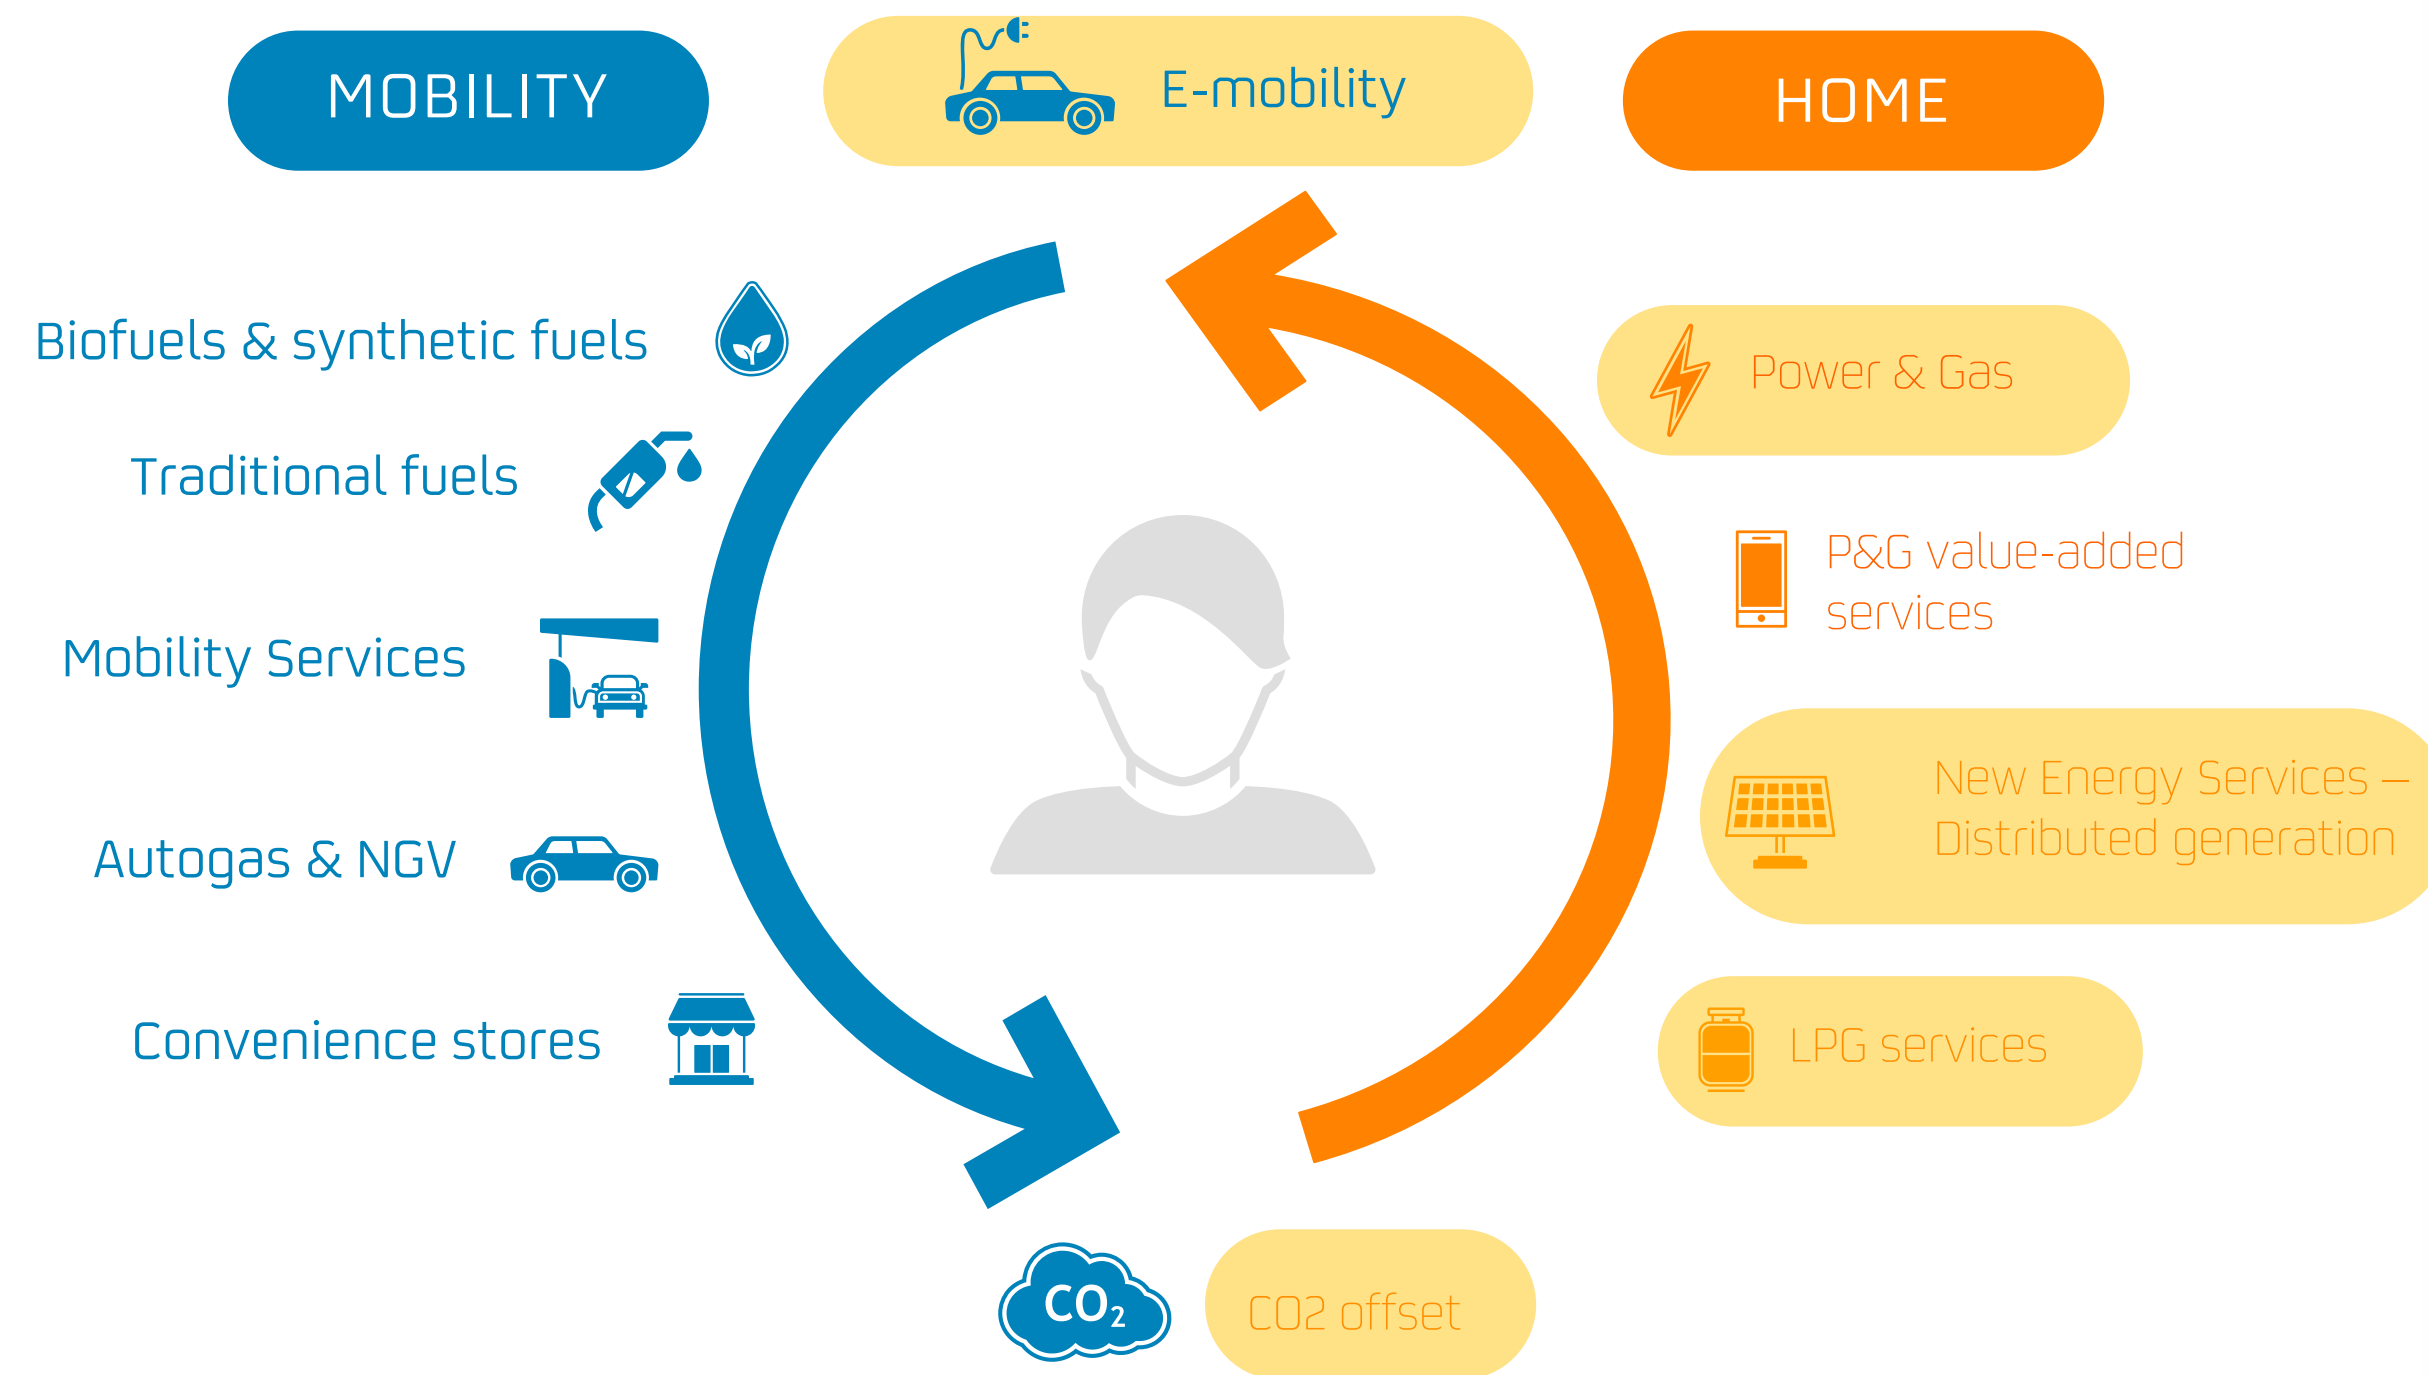 MOBILITY
E-mobility
HOME
Biofuels & synthetic fuels
Traditional fuels
Mobility Services
Autogas & NGV
Convenience stores
Power & Gas
P&G value-added
services
New Energy Services –
Distributed generation
LPG services
CO₂
CO2 offset